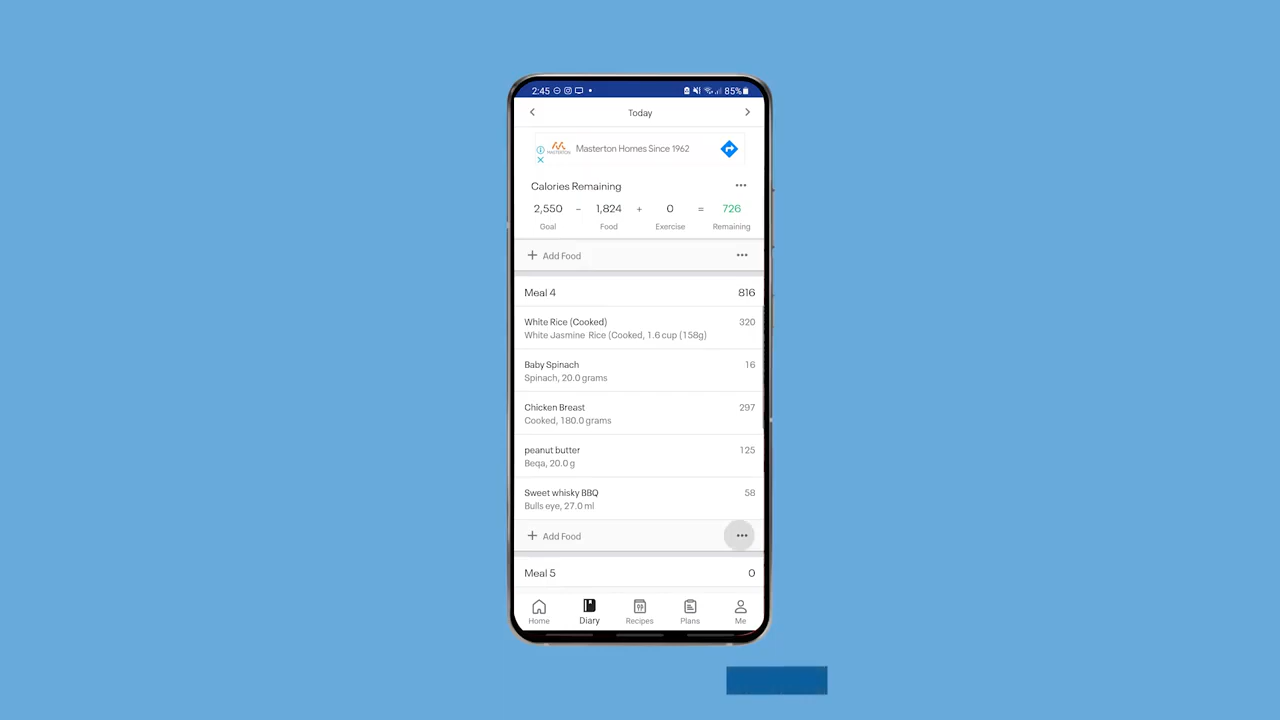 2:45 85%
Today
MASTERTON Masterton Homes Since 1962
Calories Remaining
2,550 - 1,824 + 0 = 726
Goal Food Exercise Remaining
+ Add Food
Meal 4 816
White Rice (Cooked) 320
White Jasmine Rice (Cooked, 1.6 cup (158g)
Baby Spinach 16
Spinach, 20.0 grams
Chicken Breast 297
Cooked, 180.0 grams
peanut butter 125
Beqa, 20.0 g
Sweet whisky BBQ 58
Bulls eye, 27.0 ml
+ Add Food
Meal 5 0
Home Diary Recipes Plans Me